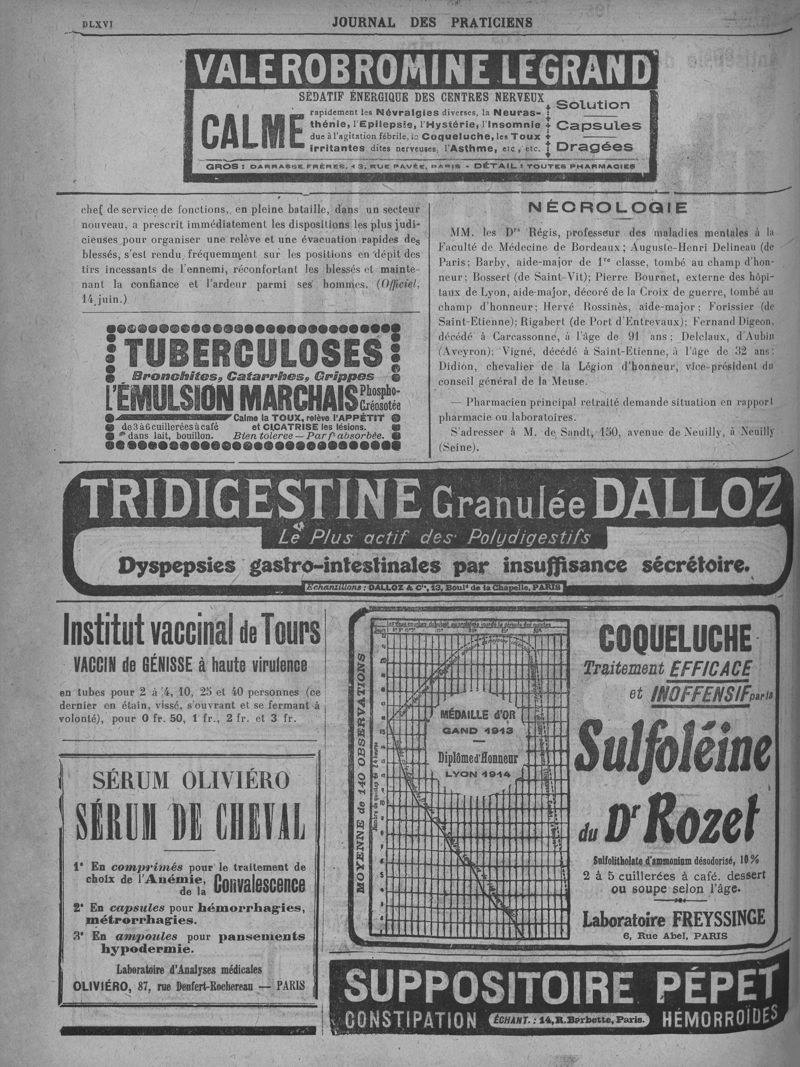 DLXVI
JOURNAL DES PRATICIENS
VALEROBROMINE LEGRAND
SÉDATIF ÉNERGIQUE DES CENTRES NERVEUX
CALME
rapidement les Névralgies diverses, la Neuras-
thénie, l'Epilepsie, l'Hystérie, l'Insomnie
due à l'agitation fébrile, la Coqueluche, les Toux
irritantes dites nerveuses, l'Asthme, etc, etc.
Solution
Capsules
Dragées
GROS : DARRASSE FRÈRES, 13, RUE PAVÉE, PARIS - DÉTAIL : TOUTES PHARMACIES
chef de service de fonctions, en pleine bataille, dans un secteur
nouveau, a prescrit immédiatement les dispositions les plus judi-
cieuses pour organiser une relève et une évacuation rapides des
blessés, s'est rendu fréquemment sur les positions en dépit des
tirs incessants de l'ennemi, réconfortant les blessés et mainte-
nant la confiance et l'ardeur parmi ses hommes. (Officiel,
14 juin.)
TUBERCULOSES
Bronchites, Catarrhes, Grippes
L'ÉMULSION MARCHAIS Phospho-
Créosotée
Calme la TOUX, relève l'APPÉTIT
de 3 à 6 cuillerées à café et CICATRISE les lésions.
dans lait, bouillon. Bien tolérée — Parft absorbée.
NÉCROLOGIE
MM. les Drs Régis, professeur des maladies mentales à la
Faculté de Médecine de Bordeaux ; Auguste-Henri Delineau (de
Paris ; Barby, aide-major de 1re classe, tombé au champ d'hon-
neur ; Bossert (de Saint-Vit) ; Pierre Bournet, externe des hôpi-
taux de Lyon, aide-major, décoré de la Croix de guerre, tombé au
champ d'honneur ; Hervé Rossinès, aide-major ; Forissier (de
Saint-Etienne) ; Rigabert (de Port d'Entrevaux) ; Fernand Digeon,
décédé à Carcassonne, à l'âge de 91 ans ; Delclaux, d'Aubin
(Aveyron) ; Vigné, décédé à Saint-Etienne, à l'âge de 32 ans ;
Didion, chevalier de la Légion d'honneur, vice-président du
conseil général de la Meuse.
— Pharmacien principal retraité demande situation en rapport
pharmacie ou laboratoires.
S'adresser à M. de Sandt, 150, avenue de Neuilly, à Neuilly
(Seine).
TRIDIGESTINE Granulée DALLOZ
Le Plus actif des Polydigestifs
Dyspepsies gastro-intestinales par insuffisance sécrétoire.
Echantillons : DALLOZ & Cie, 13, Bould de la Chapelle, PARIS
Institut vaccinal de Tours
VACCIN de GÉNISSE à haute virulence
en tubes pour 2 à 4, 10, 25 et 40 personnes (ce
dernier en étain, vissé, s'ouvrant et se fermant à
volonté), pour 0 fr. 50, 1 fr., 2 fr. et 3 fr.
SÉRUM OLIVIÉRO
SÉRUM DE CHEVAL
1° En comprimés pour le traitement de
choix de l'Anémie,
de la Convalescence
2° En capsules pour hémorrhagies,
métrorrhagies.
3° En ampoules pour pansements
hypodermie.
Laboratoire d'Analyses médicales
OLIVIÉRO, 87, rue Denfert-Rochereau — PARIS
MOYENNE de 140 OBSERVATIONS
MÉDAILLE d'OR
GAND 1913
Diplôme d'Honneur
LYON 1914
COQUELUCHE
Traitement EFFICACE
et INOFFENSIF par la
Sulfoléine
du Dr Rozet
Sulfolitholate d'ammonium désodorisé, 10 %
2 à 5 cuillerées à café, dessert
ou soupe selon l'âge.
Laboratoire FREYSSINGE
6, Rue Abel, PARIS
SUPPOSITOIRE PÉPET
CONSTIPATION ÉCHANT. : 14, R. Barbette, Paris. HÉMORROÏDES